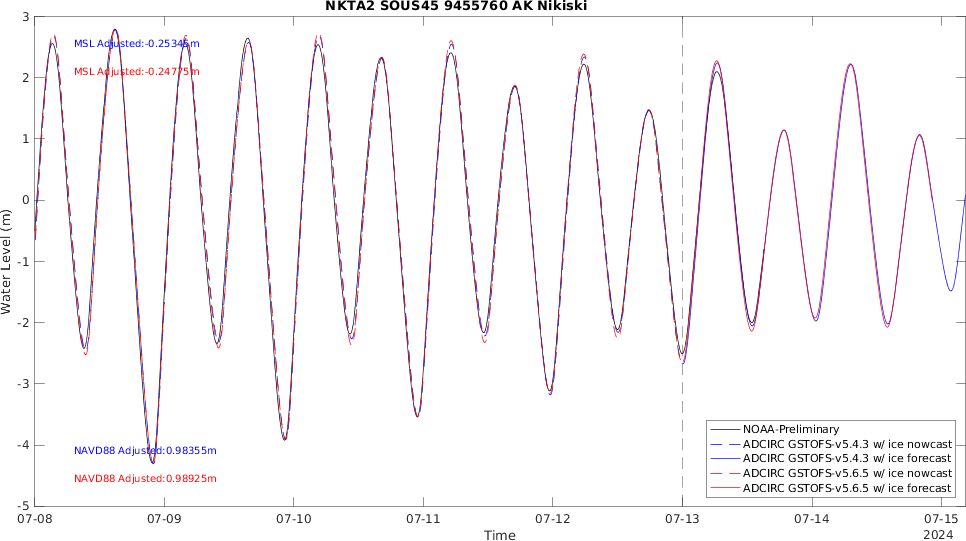 NKTA2 SOUS45 9455760 AK Nikiski
Water Level (m)
3
2
1
0
-1
-2
-3
-4
-5
MSL Adjusted:-0.25345m
MSL Adjusted:-0.24775m
NAVD88 Adjusted:0.98355m
NAVD88 Adjusted:0.98925m
NOAA-Preliminary
ADCIRC GSTOFS-v5.4.3 w/ ice nowcast
ADCIRC GSTOFS-v5.4.3 w/ ice forecast
ADCIRC GSTOFS-v5.6.5 w/ ice nowcast
ADCIRC GSTOFS-v5.6.5 w/ ice forecast
07-08 07-09 07-10 07-11 07-12 07-13 07-14 07-15
Time
2024